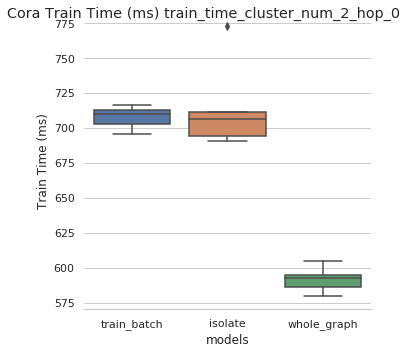 Cora Train Time (ms) train_time_cluster_num_2_hop_0
775
750
725
700
675
650
625
600
575
Train Time (ms)
train_batch isolate whole_graph
models